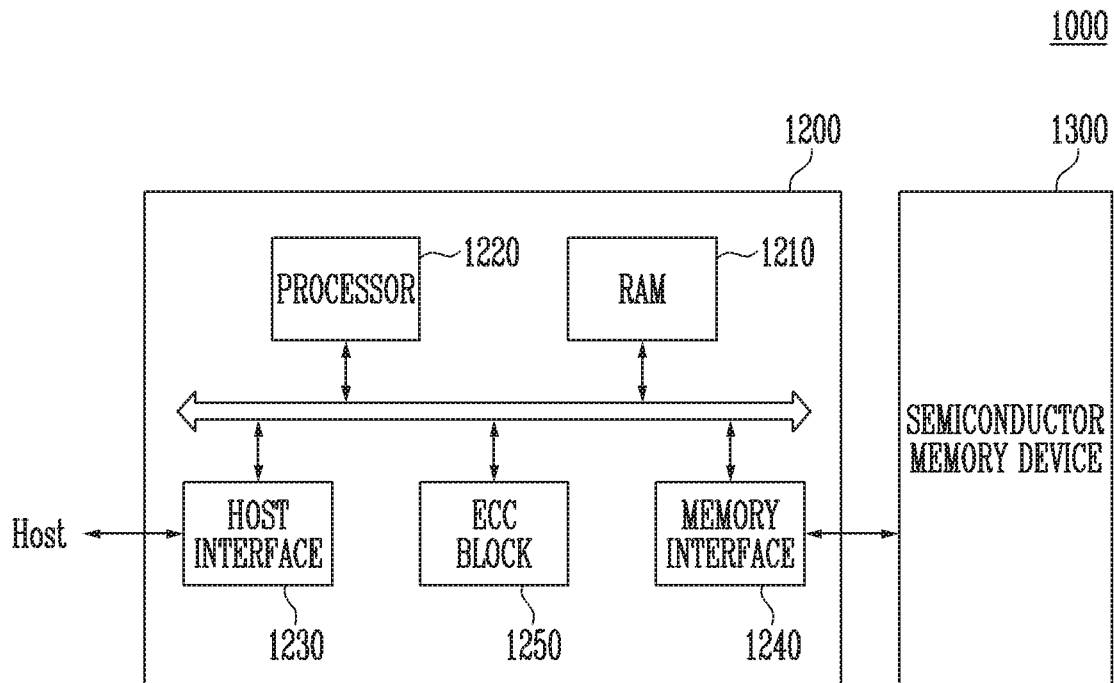 1000
1200
1300
1220
1210
PROCESSOR
RAM
SEMICONDUCTOR
MEMORY DEVICE
Host
HOST
INTERFACE
ECC
BLOCK
MEMORY
INTERFACE
1230
1250
1240